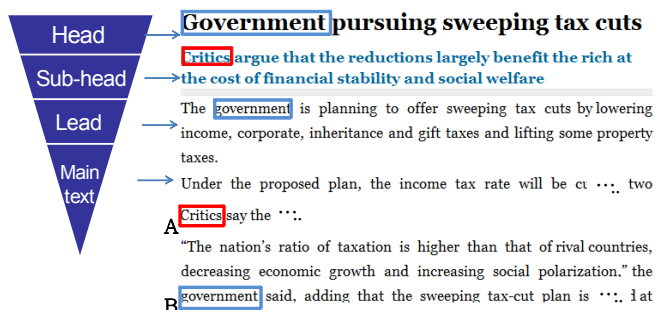 Head
Sub-head
Lead
Main
text
Government pursuing sweeping tax cuts
Critics argue that the reductions largely benefit the rich at
the cost of financial stability and social welfare
The government is planning to offer sweeping tax cuts by lowering
income, corporate, inheritance and gift taxes and lifting some property
taxes.
Under the proposed plan, the income tax rate will be two
A Critics say the
“The nation’s ratio of taxation is higher than that of rival countries,
decreasing economic growth and increasing social polarization.” the
B government said, adding that the sweeping tax-cut plan is at